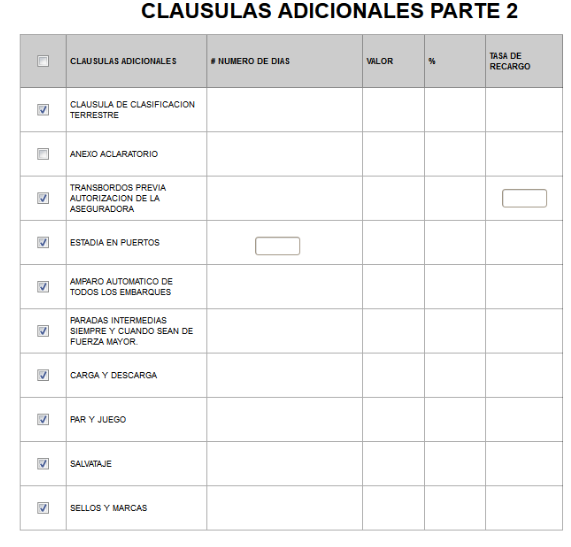 CLAUSULAS ADICIONALES PARTE 2
CLAUSULAS ADICIONALES # NUMERO DE DIAS VALOR % TASA DE
RECARGO
CLAUSULA DE CLASIFICACION
TERRESTRE
ANEXO ACLARATORIO
TRANSBORDOS PREVIA
AUTORIZACION DE LA
ASEGURADORA
ESTADIA EN PUERTOS
AMPARO AUTOMATICO DE
TODOS LOS EMBARQUES
PARADAS INTERMEDIAS
SIEMPRE Y CUANDO SEAN DE
FUERZA MAYOR.
CARGA Y DESCARGA
PAR Y JUEGO
SALVATAJE
SELLOS Y MARCAS